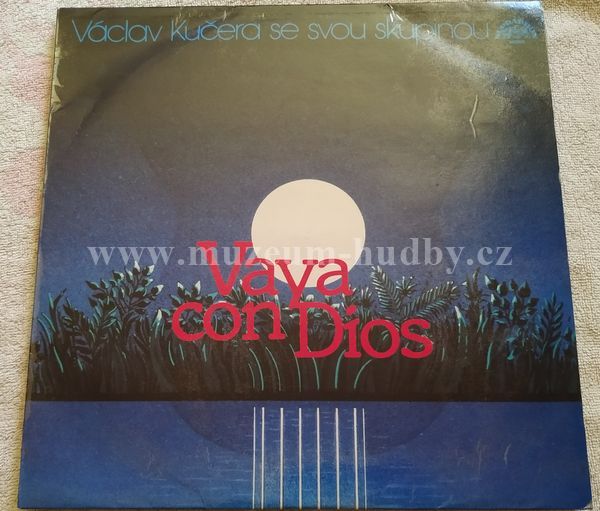 Václav Kučera se svou skupinou
www.muzeum-hudby.cz
Vaya
con Dios